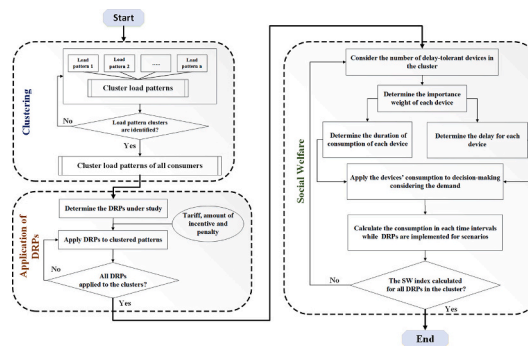 Start
Clustering
Load
pattern 1
Load
pattern 2
.....
Load
pattern n
Cluster load patterns
Load pattern clusters
are identified?
No
Yes
Cluster load patterns of all consumers
Application of
DRPs
Determine the DRPs under study
Tariff, amount of
incentive and
penalty
Apply DRPs to clustered patterns
All DRPs
applied to the clusters?
No
Yes
Social Welfare
Consider the number of delay-tolerant devices in
the cluster
Determine the importance
weight of each device
Determine the duration of
consumption of each device
Determine the delay for each
device
Apply the devices' consumption to decision-making
considering the demand
Calculate the consumption in each time intervals
while DRPs are implemented for scenarios
The SW index calculated
for all DRPs in the cluster?
No
Yes
End